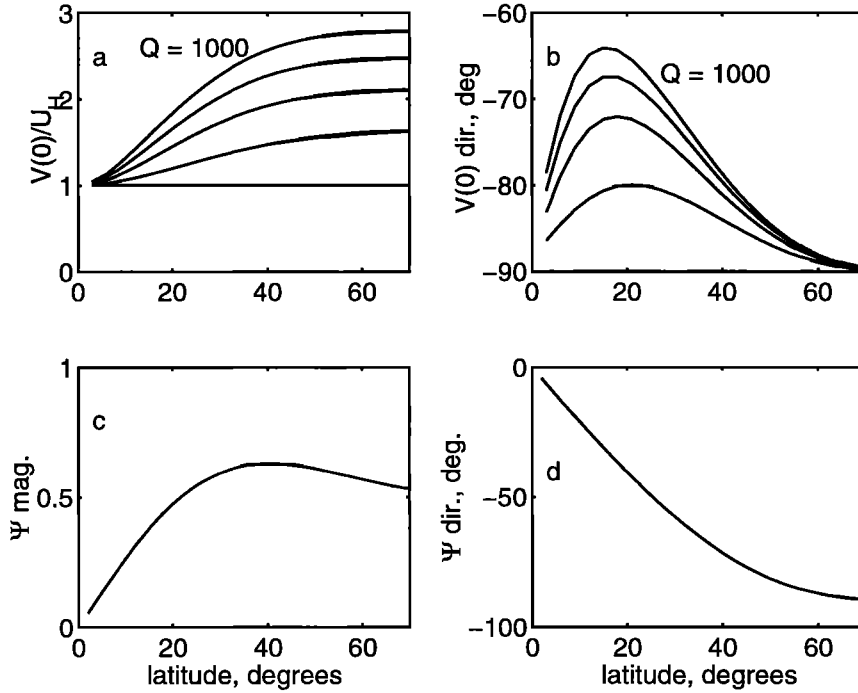 a
Q = 1000
V(0)/U_H
3
2
1
0
0 20 40 60
b
Q = 1000
V(0) dir., deg
−60
−70
−80
−90
0 20 40 60
c
Ψ mag.
1
0.5
0
0 20 40 60
latitude, degrees
d
Ψ dir., deg.
0
−50
−100
0 20 40 60
latitude, degrees